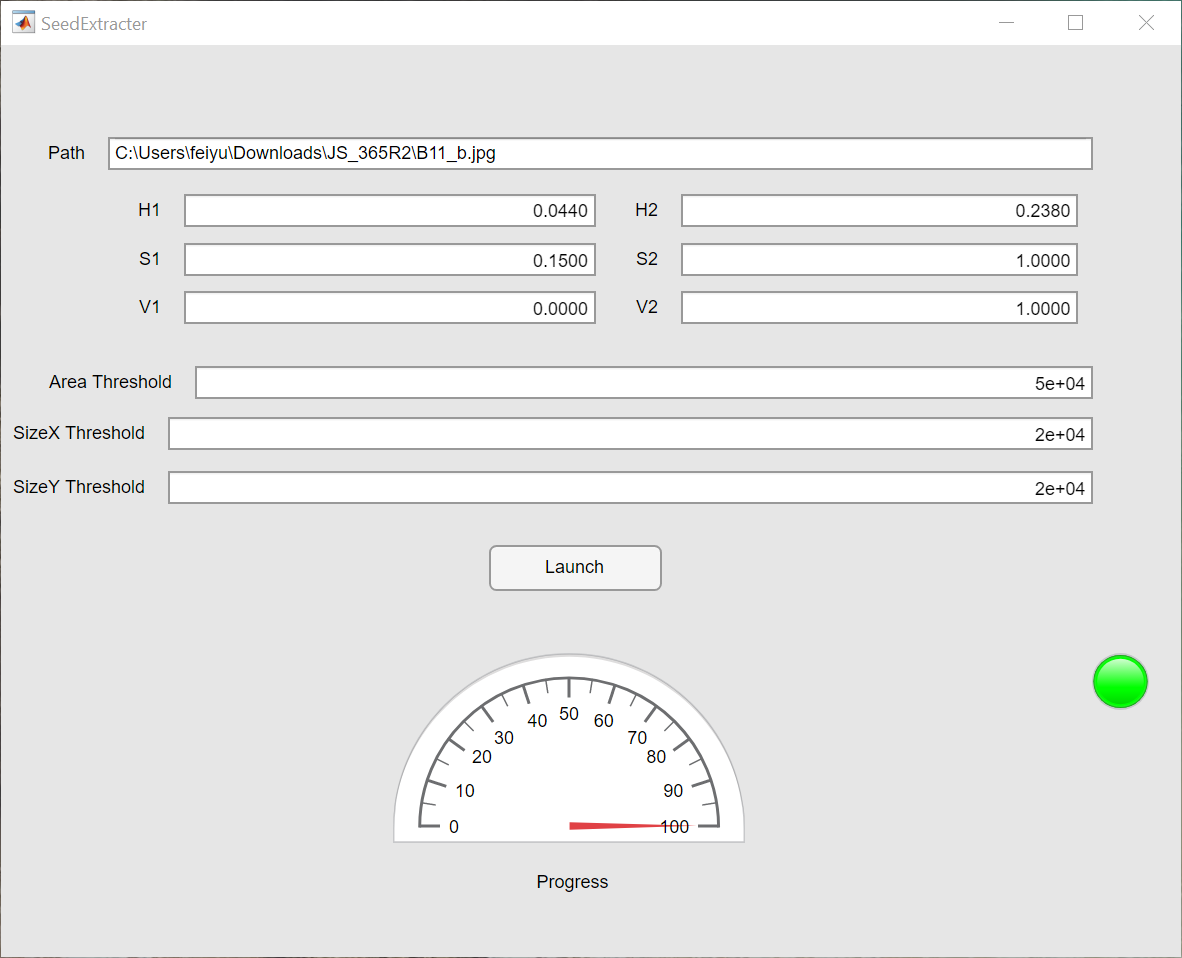 SeedExtracter
Path C:\Users\feiyu\Downloads\JS_365R2\B11_b.jpg
H1 0.0440 H2 0.2380
S1 0.1500 S2 1.0000
V1 0.0000 V2 1.0000
Area Threshold 5e+04
SizeX Threshold 2e+04
SizeY Threshold 2e+04
Launch
0 10 20 30 40 50 60 70 80 90 100
Progress